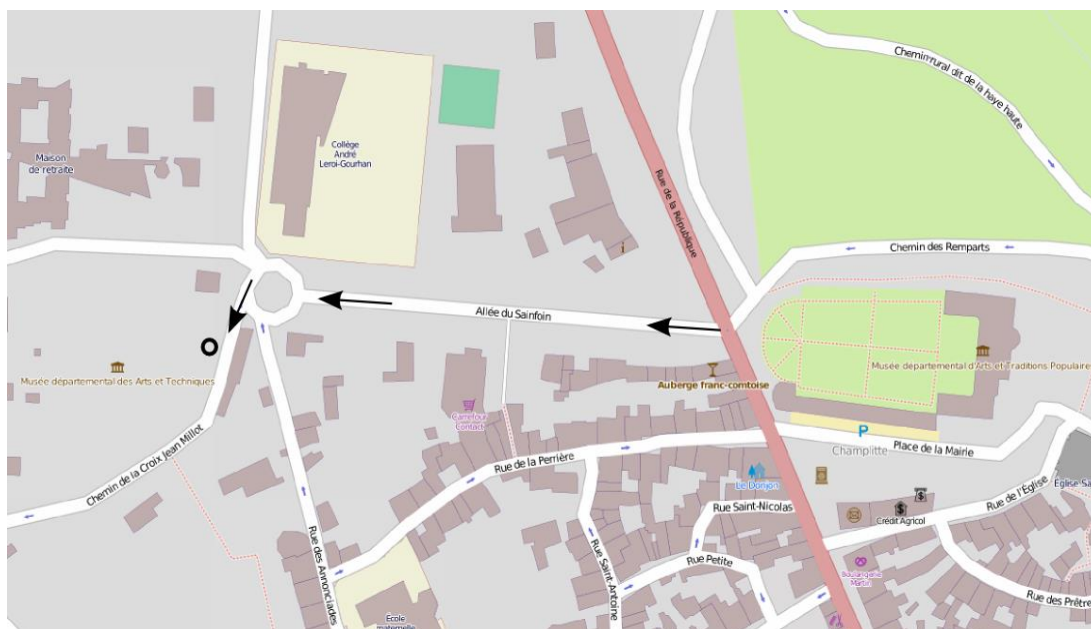 Chemin rural dit de la haye haute
Maison
de retraite
Collège
André
Leroi-Gourhan
Rue de la République
i
Chemin des Remparts
Allée du Sainfoin
Musée départemental des Arts et Techniques
Musée départemental d'Arts et Traditions Populaire
Auberge franc-comtoise
Carrefour
Contact
P
Champlitte
Place de la Mairie
Chemin de la Croix Jean Millot
Rue de la Perrière
Le Donjon
Rue Saint-Nicolas
Rue de l'Église
Église Sa
$
$
Crédit Agricol
Rue des Annonciades
Rue Saint-Antoine
Rue Petite
Boulangerie
Martin
Rue des Prêtre
École
maternelle